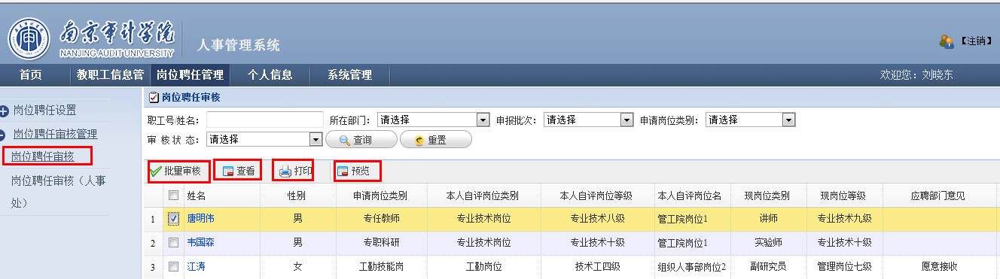 南京审计学院
NANJING AUDIT UNIVERSITY
人事管理系统
【注销】
首页 教职工信息管 岗位聘任管理 个人信息 系统管理 欢迎您：刘晓东
岗位聘任设置
岗位聘任审核管理
岗位聘任审核
岗位聘任审核（人事
处）
岗位聘任审核
职工号/姓名： 所在部门： 请选择 申报批次： 请选择 申请岗位类别： 请选择
审 核 状 态： 请选择 查询 重置
批量审核 查看 打印 预览
姓名 性别 申请岗位类别 本人自评岗位类别 本人自评岗位等级 本人自评岗位名 现岗位类别 现岗位等级 应聘部门意见
1 唐明伟 男 专任教师 专业技术岗位 专业技术八级 管工院岗位1 讲师 专业技术九级
2 韦国森 男 专职科研 专业技术岗位 专业技术十级 管工院岗位1 实验师 专业技术十级
3 江涛 女 工勤技能岗 工勤岗位 技术工四级 组织人事部岗位2 副研究员 管理岗位七级 愿意接收